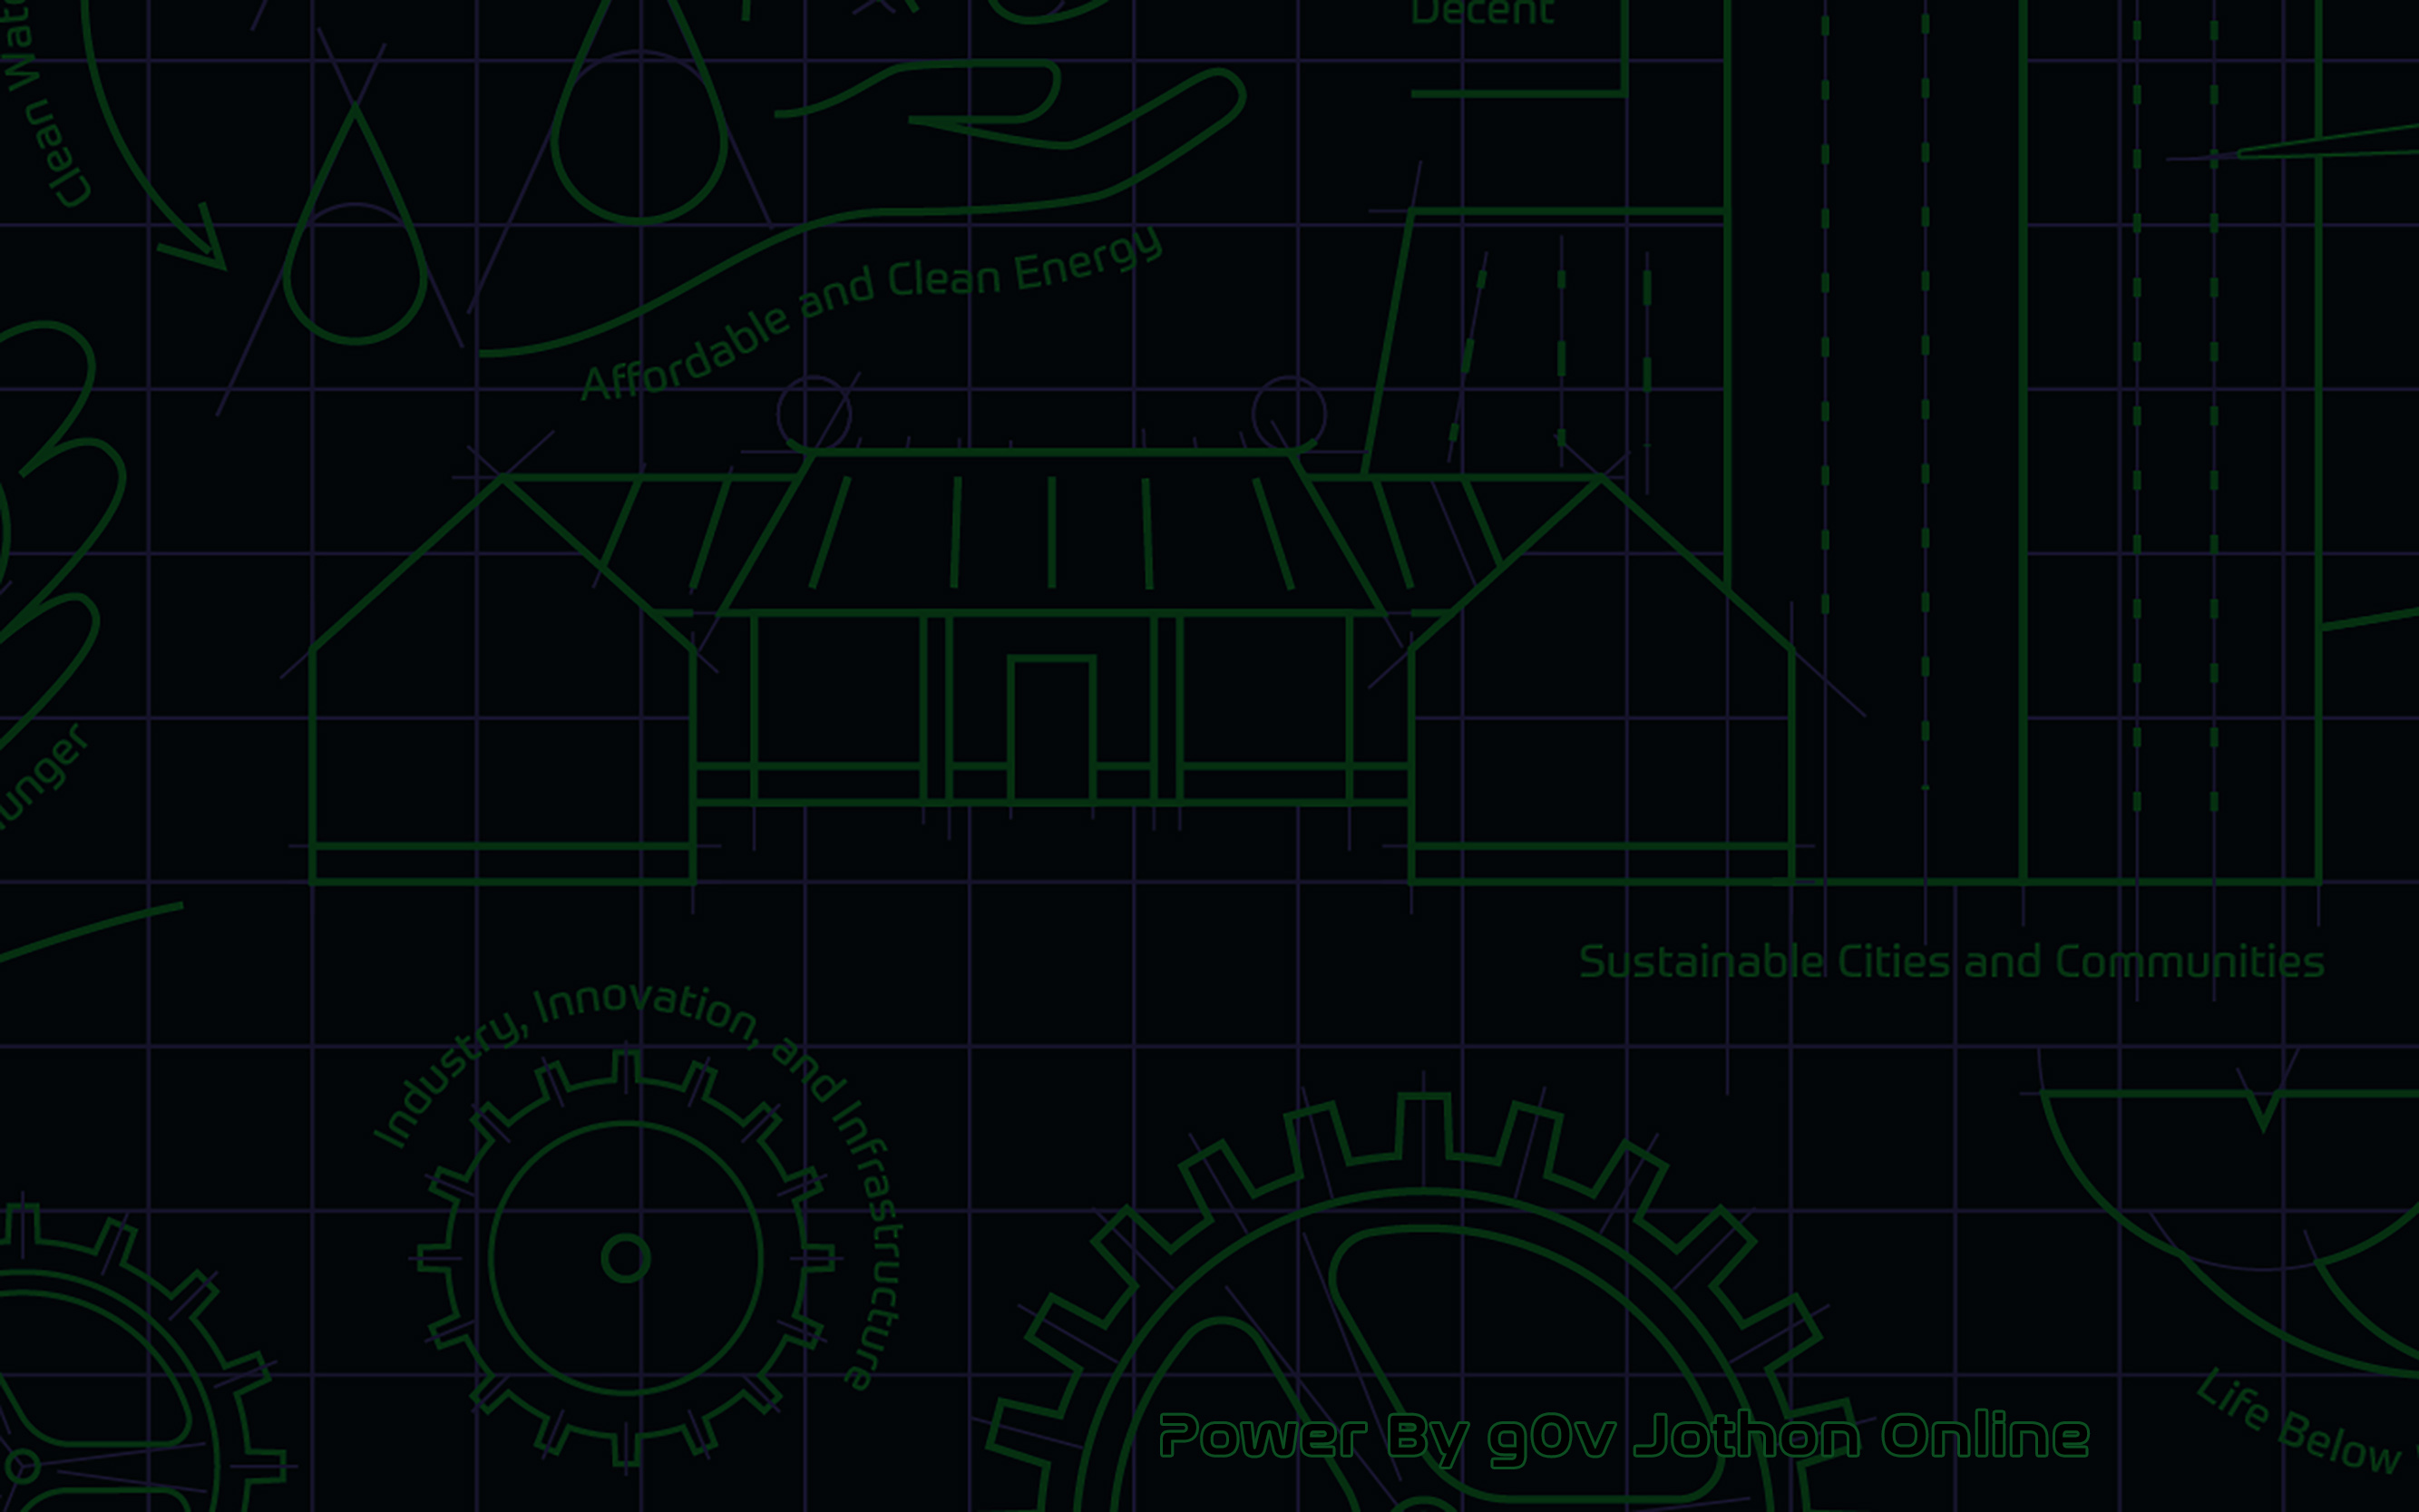 Decent
Clean Wat
Affordable and Clean Energy
unger
Sustainable Cities and Communities
Industry, Innovation, and Infrastructure
Life Below
Power By g0v Jothon Online